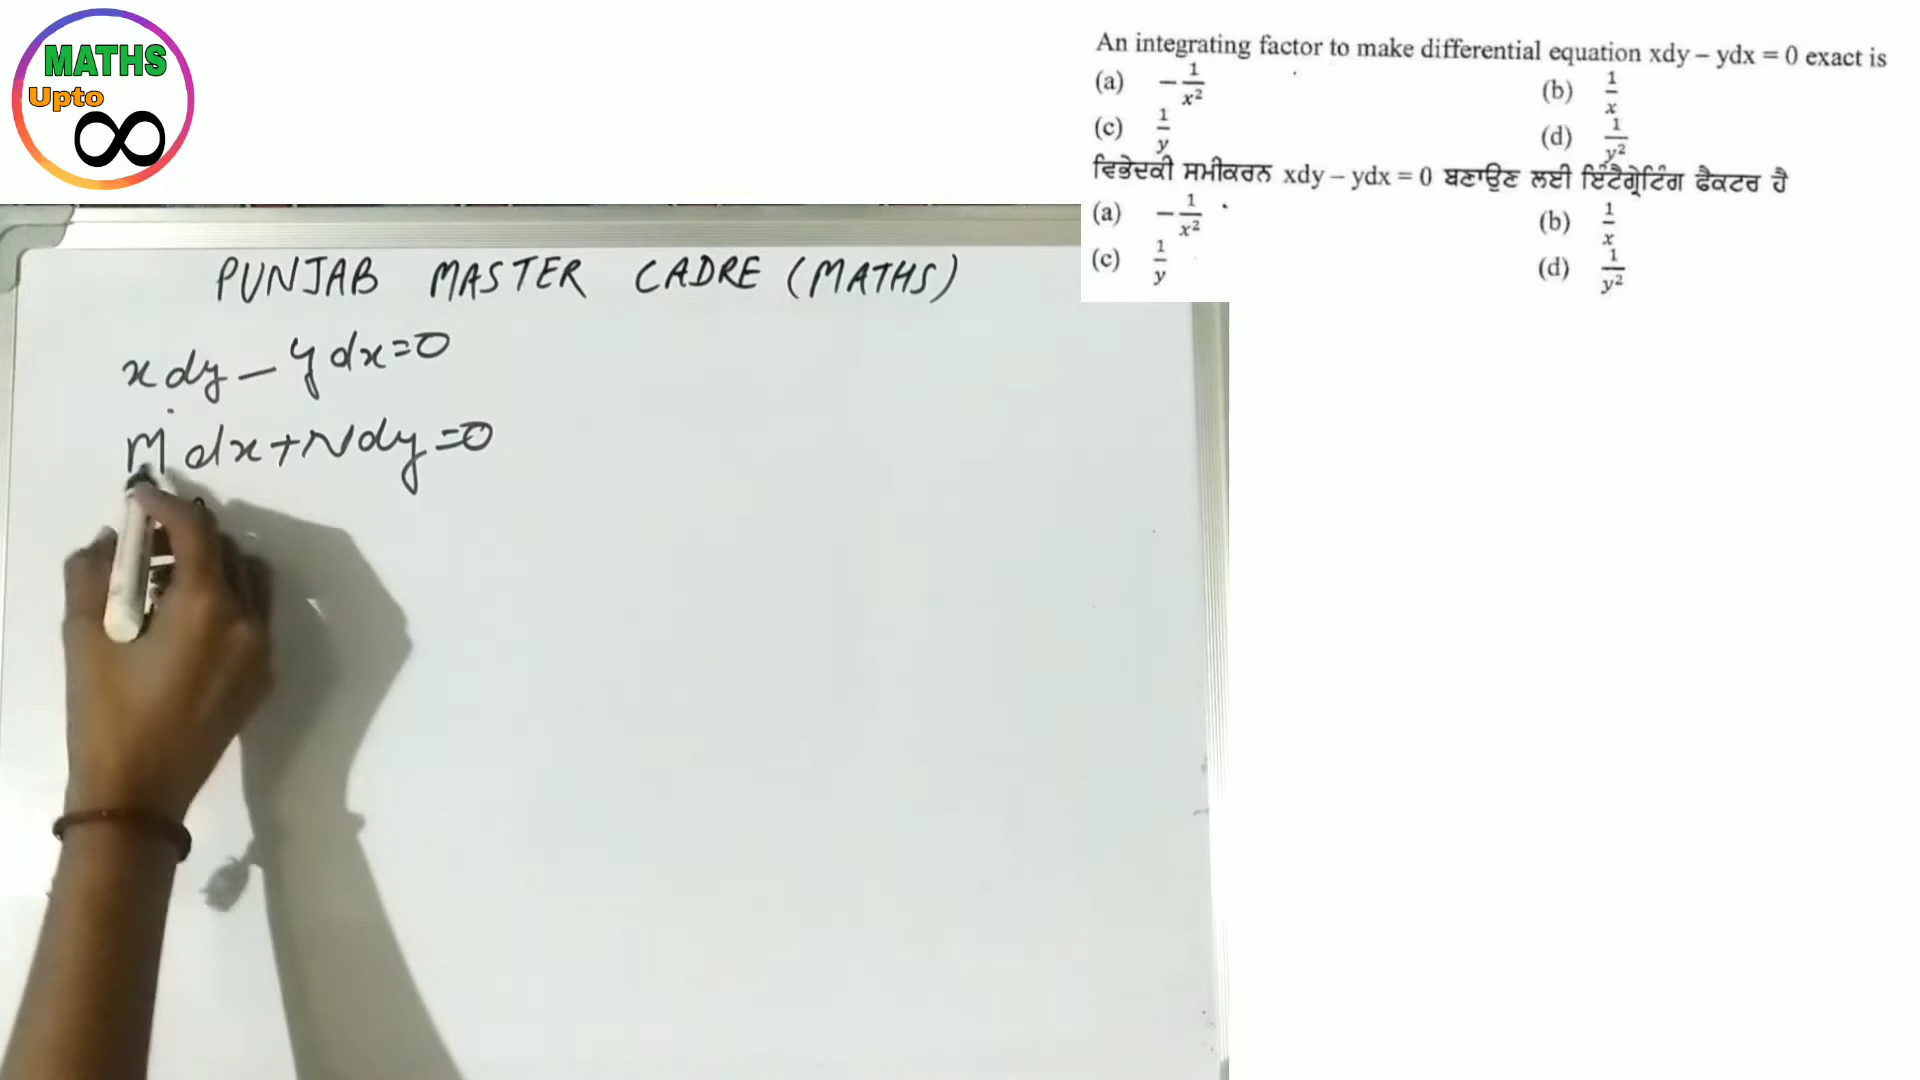 MATHS
Upto
∞
An integrating factor to make differential equation xdy – ydx = 0 exact is
(a) −1/x² (b) 1/x
(c) 1/y (d) 1/y²
ਵਿਭੇਦਕੀ ਸਮੀਕਰਨ xdy – ydx = 0 ਬਣਾਉਣ ਲਈ ਇੰਟੈਗ੍ਰੇਟਿੰਗ ਫੈਕਟਰ ਹੈ
(a) −1/x² (b) 1/x
(c) 1/y (d) 1/y²
PUNJAB MASTER CADRE (MATHS)
xdy – ydx=0
Mdx+Ndy=0